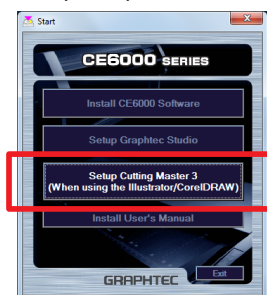 Start
CE6000 SERIES
Install CE6000 Software
Setup Graphtec Studio
Setup Cutting Master 3
(When using the Illustrator/CorelDRAW)
Install User's Manual
GRAPHTEC
Exit